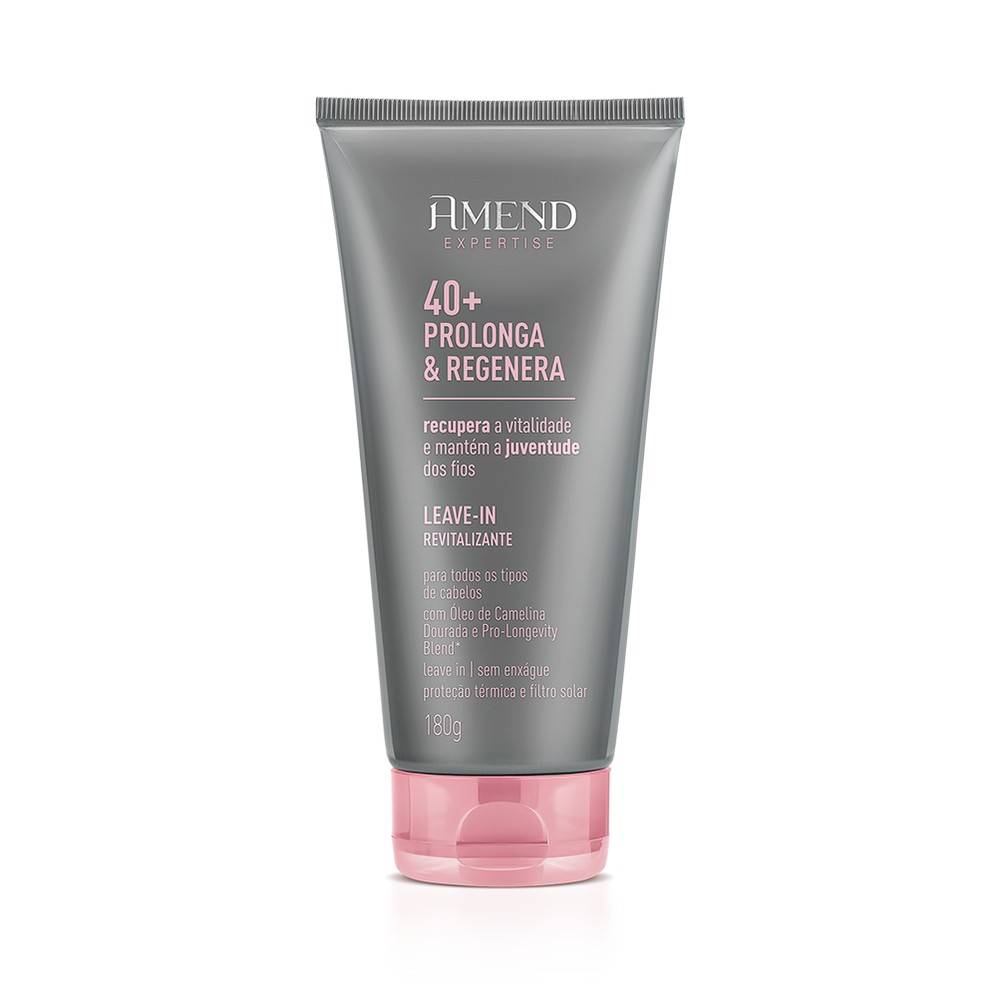 AMEND
EXPERTISE
40+
PROLONGA
& REGENERA
recupera a vitalidade
e mantém a juventude
dos fios
LEAVE-IN
REVITALIZANTE
para todos os tipos
de cabelos
com Óleo de Camelina
Dourada e Pro-Longevity
Blend*
leave in | sem enxágue
proteção térmica e filtro solar
180g